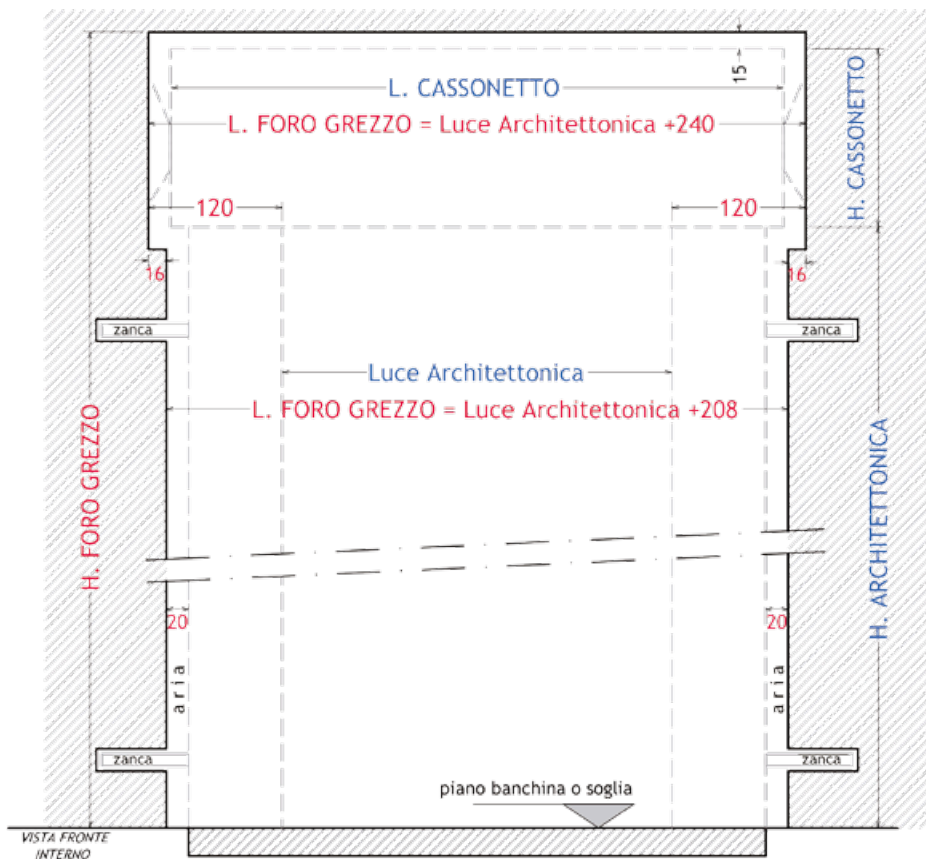 15
L. CASSONETTO
L. FORO GREZZO = Luce Architettonica +240
H. CASSONETTO
120
120
16
16
zanca
zanca
Luce Architettonica
L. FORO GREZZO = Luce Architettonica +208
H. FORO GREZZO
H. ARCHITETTONICA
20
20
aria
aria
zanca
zanca
piano banchina o soglia
VISTA FRONTE
INTERNO